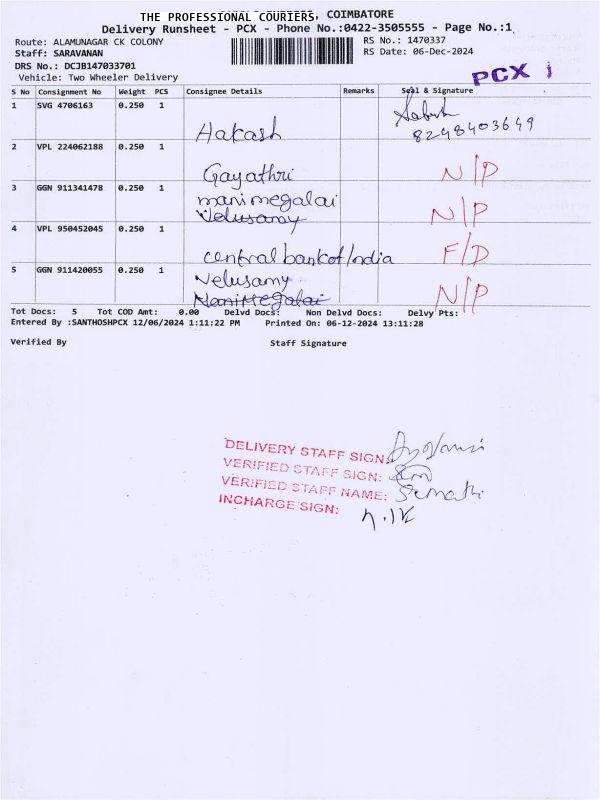 THE PROFESSIONAL COURIERS, COIMBATORE
Delivery Runsheet - PCX - Phone No.:0422-3505555 - Page No.:1
Route: ALAMUNAGAR CK COLONY
RS No.: 1470337
Staff: SARAVANAN
RS Date: 06-Dec-2024
DRS No.: DCJB147033701
PCX 1
Vehicle: Two Wheeler Delivery
S No Consignment No Weight PCS Consignee Details Remarks Seal & Signature
1 SVG 4706163 0.250 1
Aakash 8248403649
2 VPL 224062188 0.250 1
Gayathri N/P
3 GGN 911341478 0.250 1
manimegalai
Velusamy N/P
4 VPL 950452045 0.250 1
central bank of India F/D
5 GGN 911420055 0.250 1
Velusamy
Manimegalai N/P
Tot Docs: 5 Tot COD Amt: 0.00 Delvd Docs: Non Delvd Docs: Delvy Pts:
Entered By :SANTHOSHPCX 12/06/2024 1:11:22 PM Printed On: 06-12-2024 13:11:28
Verified By Staff Signature
DELIVERY STAFF SIGN:
VERIFIED STAFF SIGN:
VERIFIED STAFF NAME:
INCHARGE SIGN: